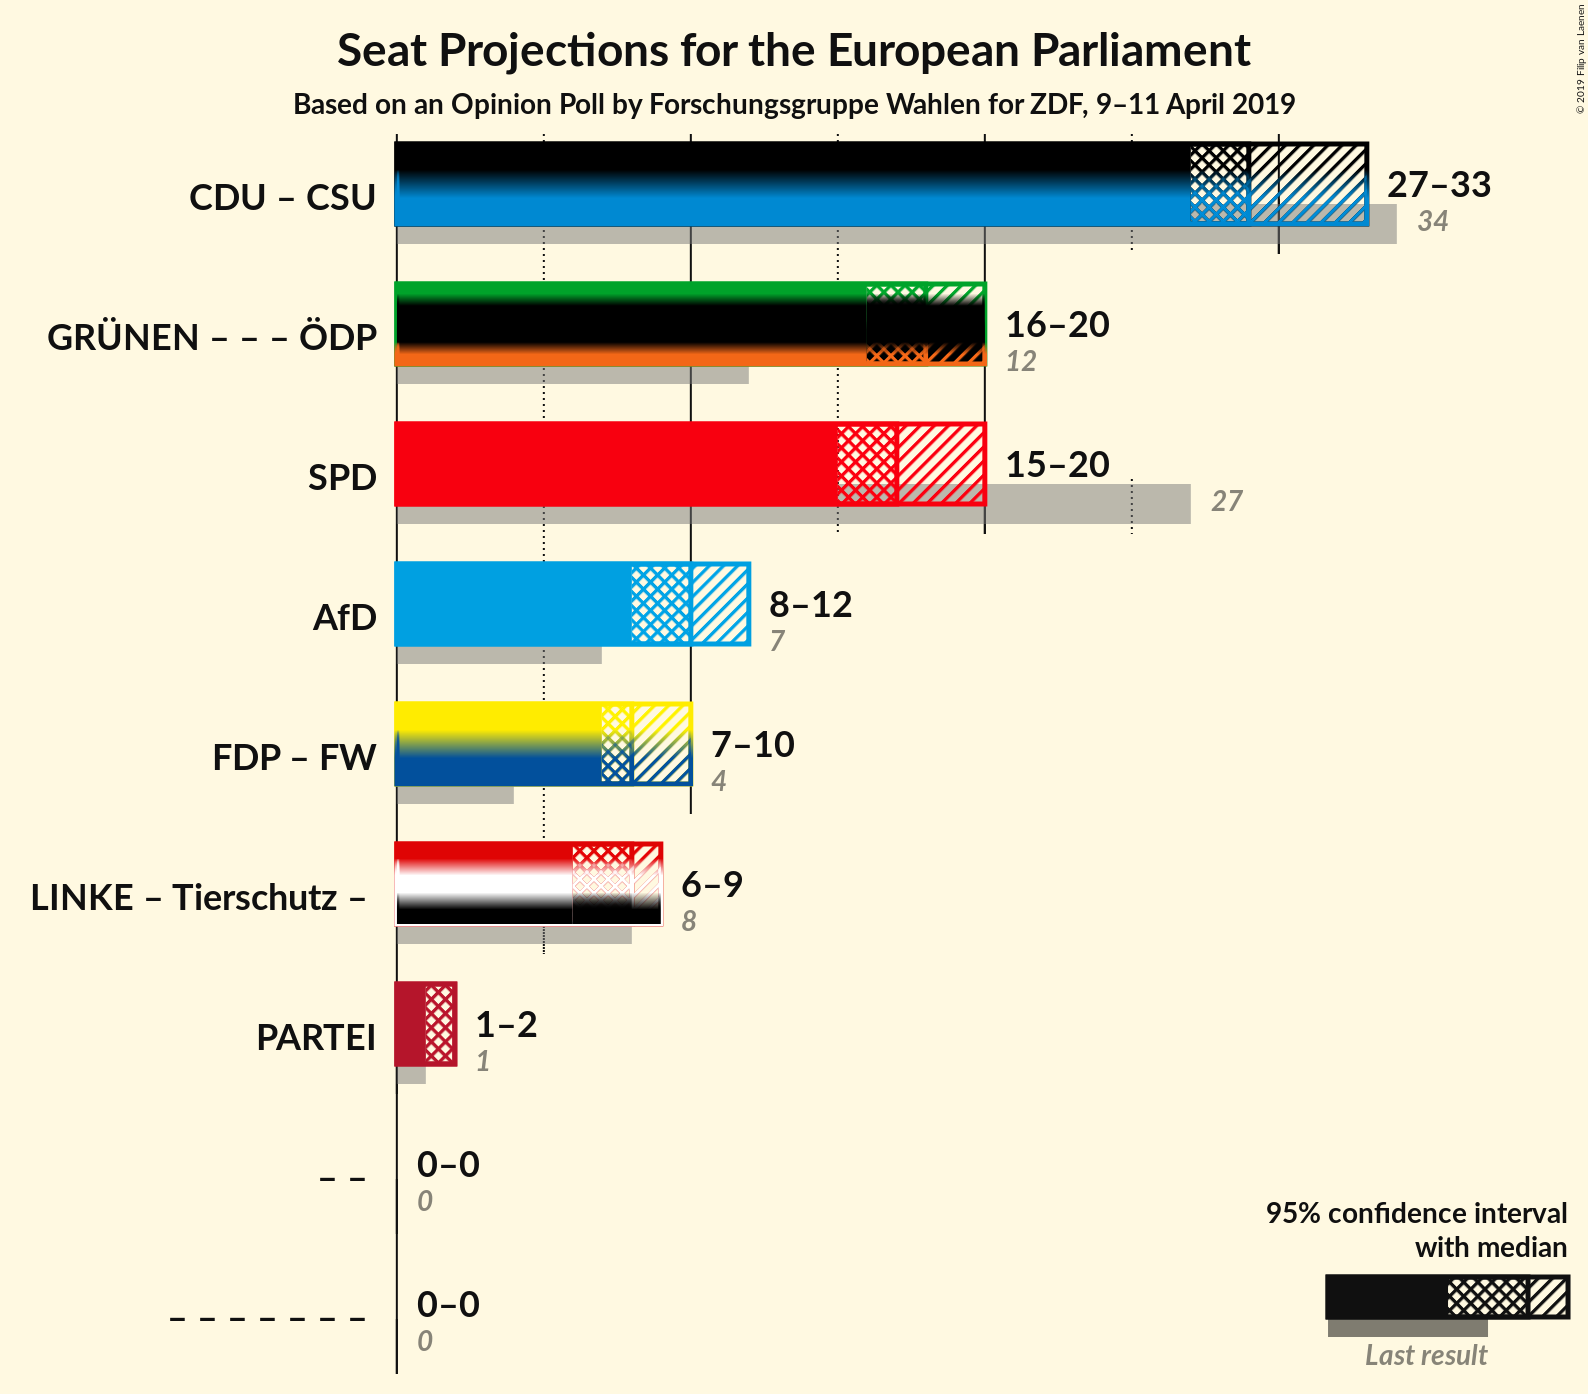 Seat Projections for the European Parliament
Based on an Opinion Poll by Forschungsgruppe Wahlen for ZDF, 9–11 April 2019
© 2019 Filip van Laenen
CDU – CSU
27–33
34
GRÜNEN – – – ÖDP
16–20
12
SPD
15–20
27
AfD
8–12
7
FDP – FW
7–10
4
LINKE – Tierschutz –
6–9
8
PARTEI
1–2
1
– –
0–0
0
– – – – – – –
0–0
0
95% confidence interval
with median
Last result